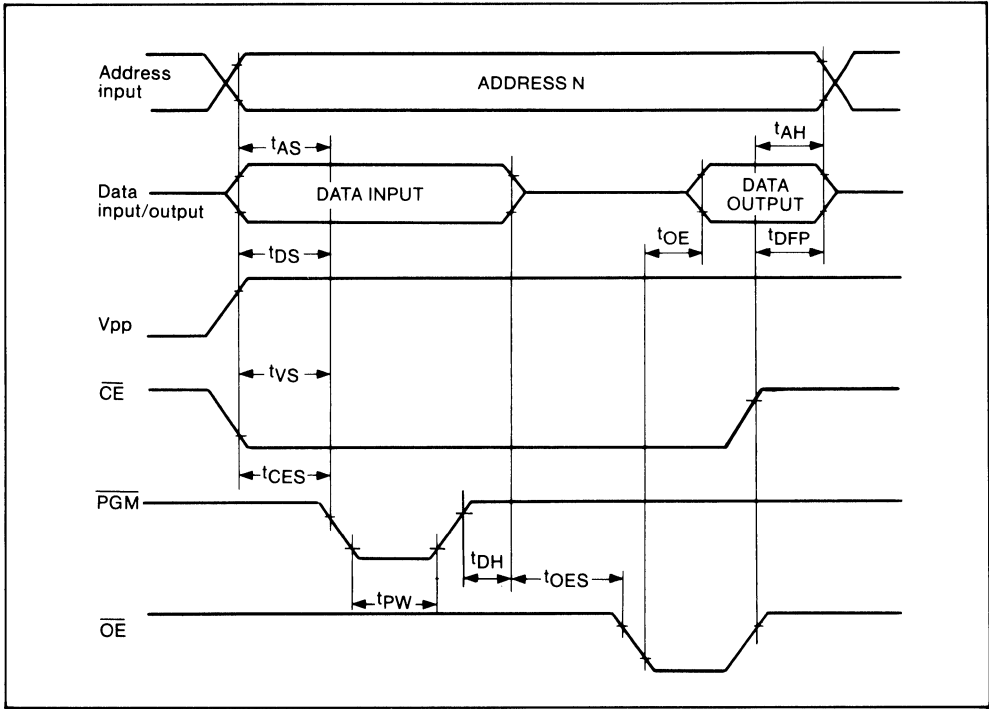 Address
input
ADDRESS N
tAS
tAH
Data
input/output
DATA INPUT
DATA
OUTPUT
tDS
tOE
tDFP
Vpp
tVS
CE
tCES
PGM
tDH
tOES
tPW
OE